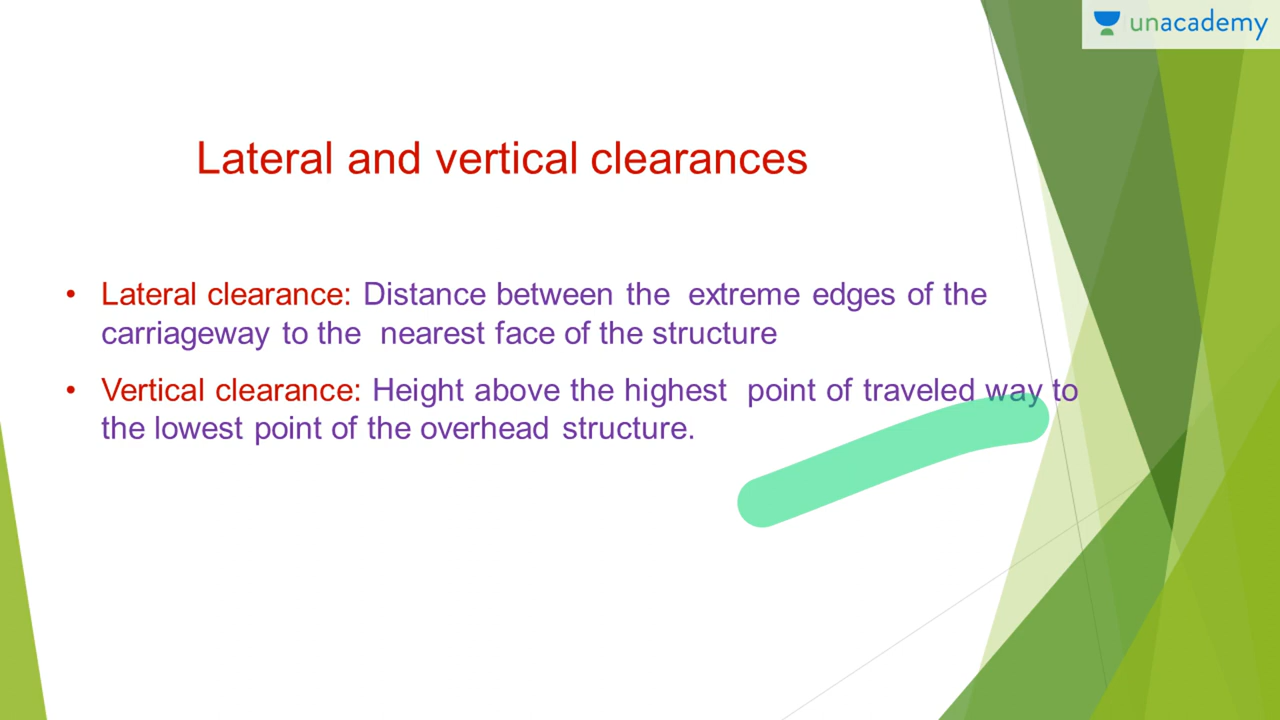 unacademy
Lateral and vertical clearances
• Lateral clearance: Distance between the extreme edges of the
carriageway to the nearest face of the structure
• Vertical clearance: Height above the highest point of traveled way to
the lowest point of the overhead structure.